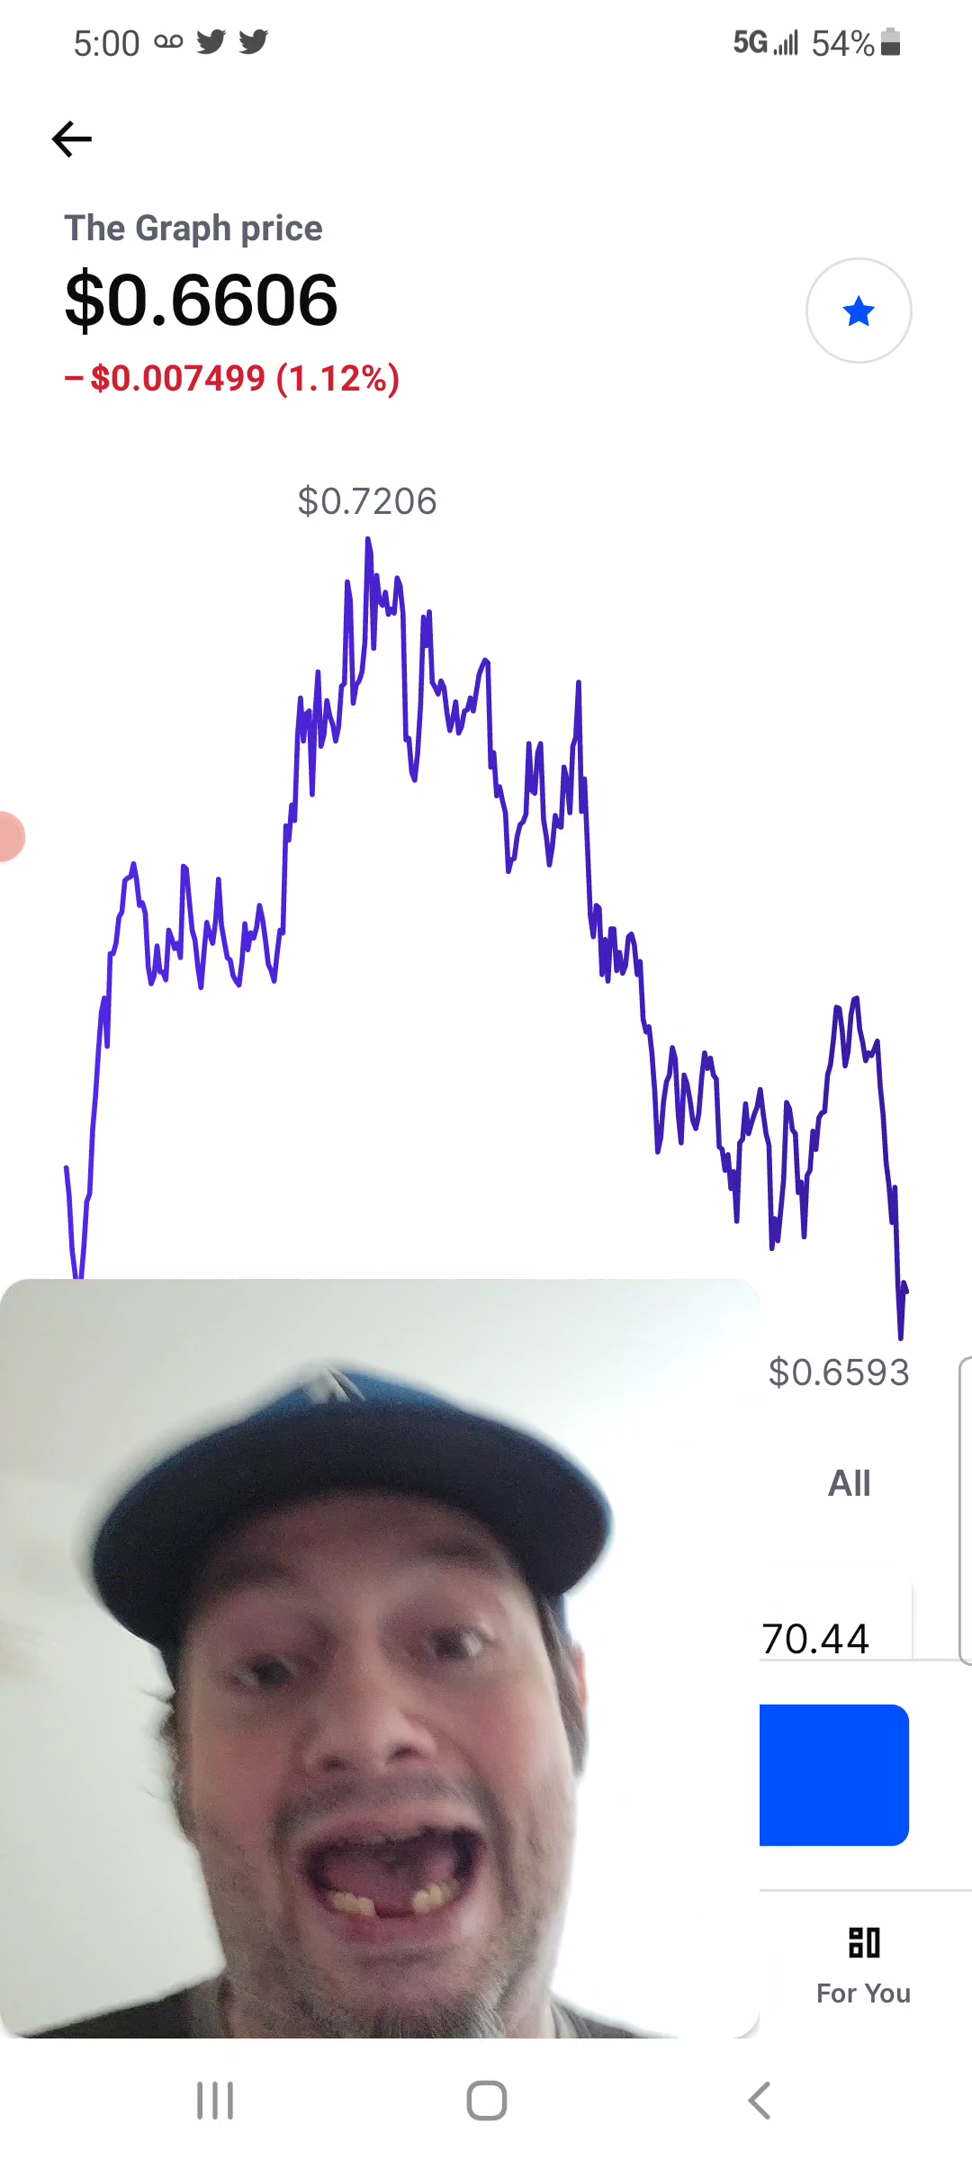 5:00 5G 54%
The Graph price
$0.6606
– $0.007499 (1.12%)
$0.7206
$0.6593
All
70.44
For You